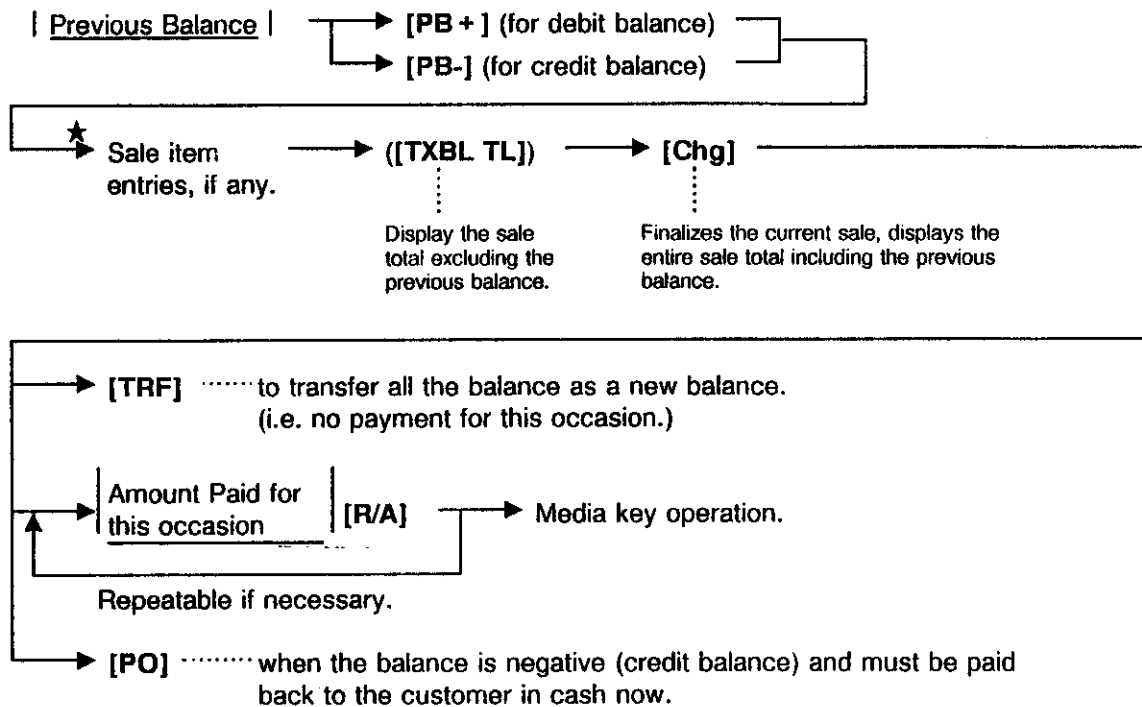 | Previous Balance | [PB + ] (for debit balance)
[PB-] (for credit balance)
★ Sale item ([TXBL TL]) [Chg]
entries, if any.
Display the sale
total excluding the
previous balance.
Finalizes the current sale, displays the
entire sale total including the previous
balance.
[TRF] ······· to transfer all the balance as a new balance.
(i.e. no payment for this occasion.)
| Amount Paid for
this occasion | [R/A] Media key operation.
Repeatable if necessary.
[PO] ········· when the balance is negative (credit balance) and must be paid
back to the customer in cash now.